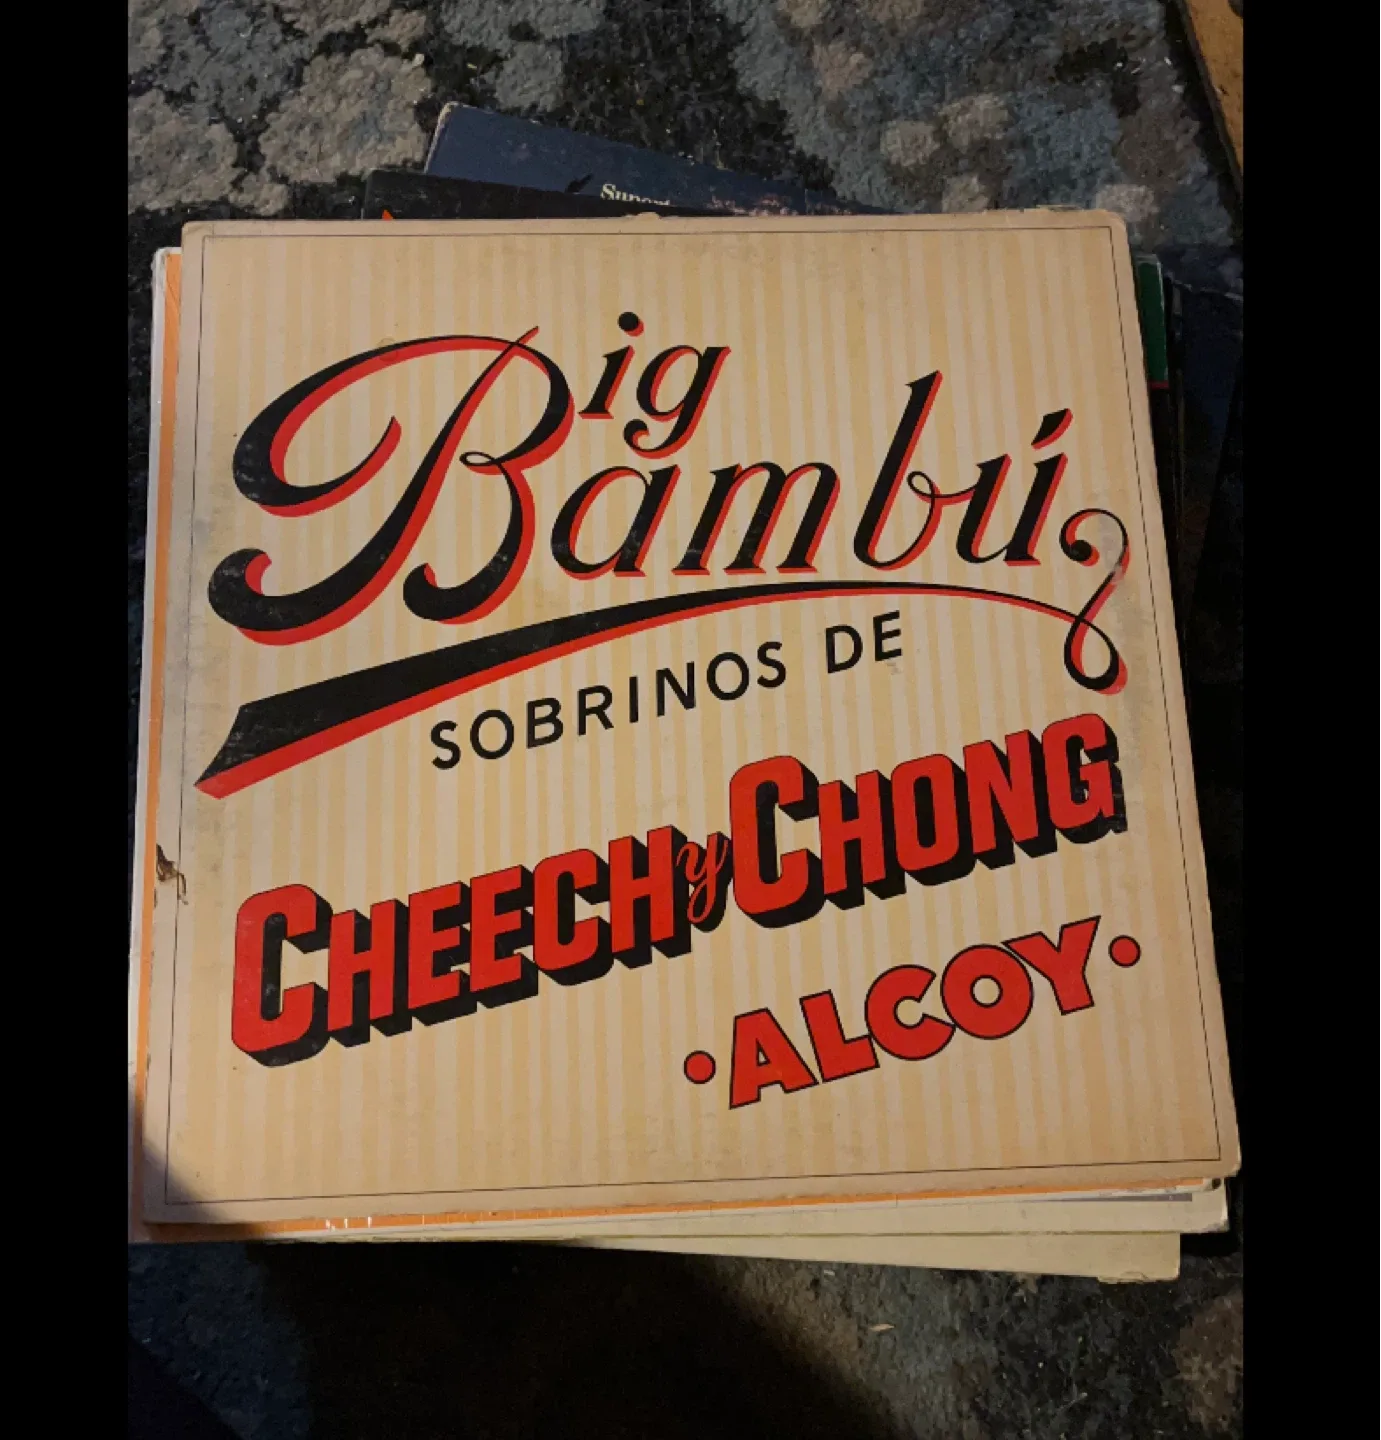 Big
Bambú
SOBRINOS DE
CHEECH y CHONG
•ALCOY•